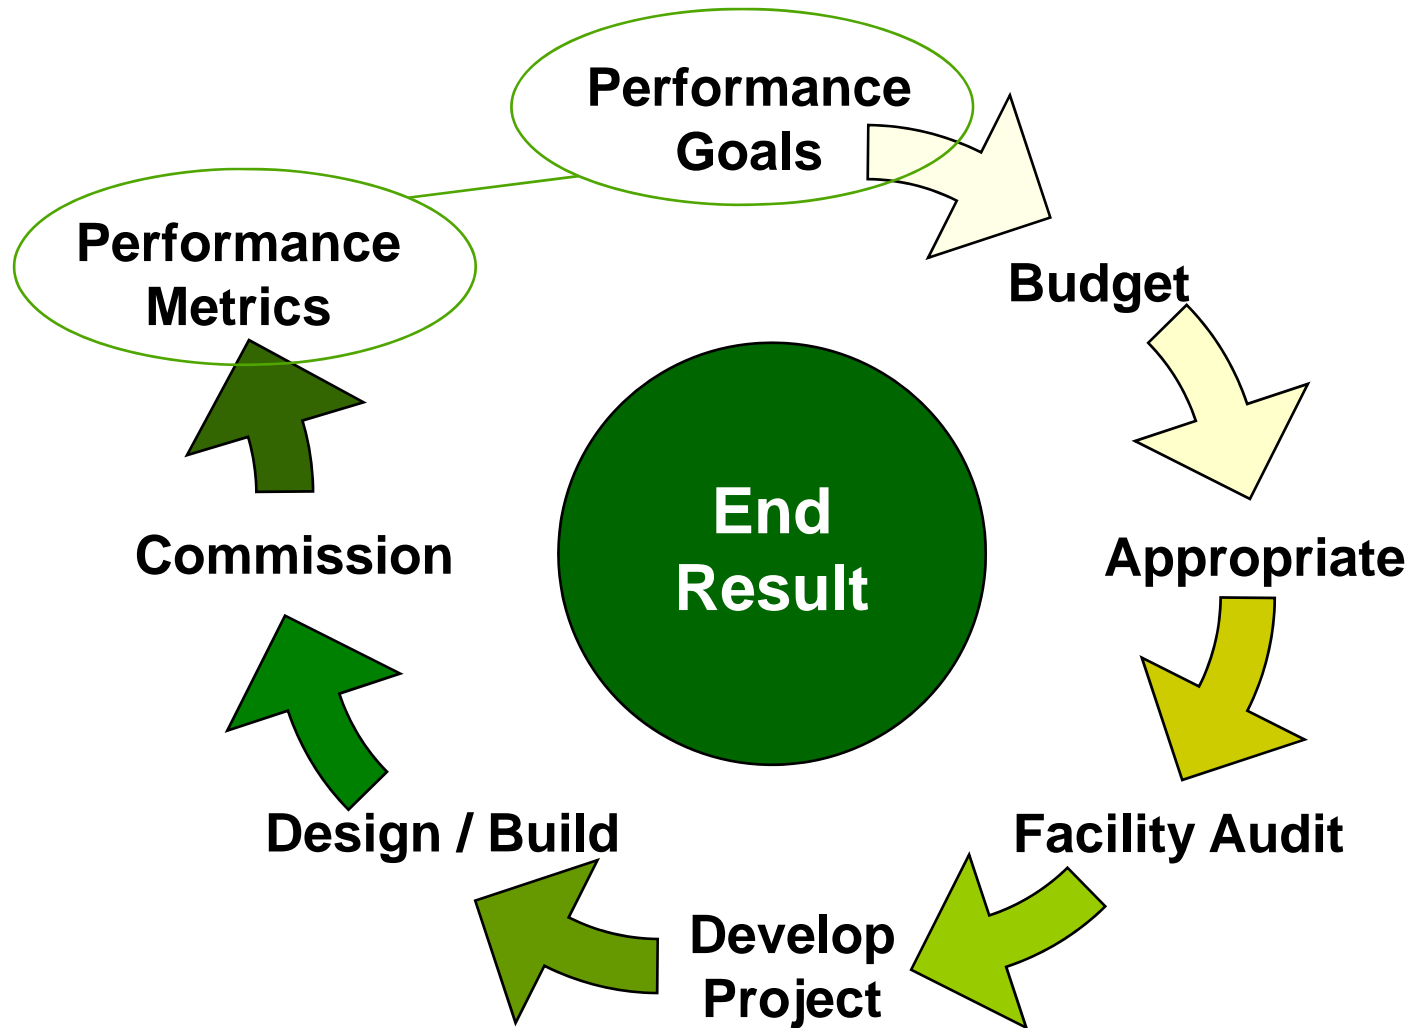 Performance
Goals
Performance
Metrics
Budget
End
Result
Commission
Appropriate
Design / Build
Facility Audit
Develop
Project